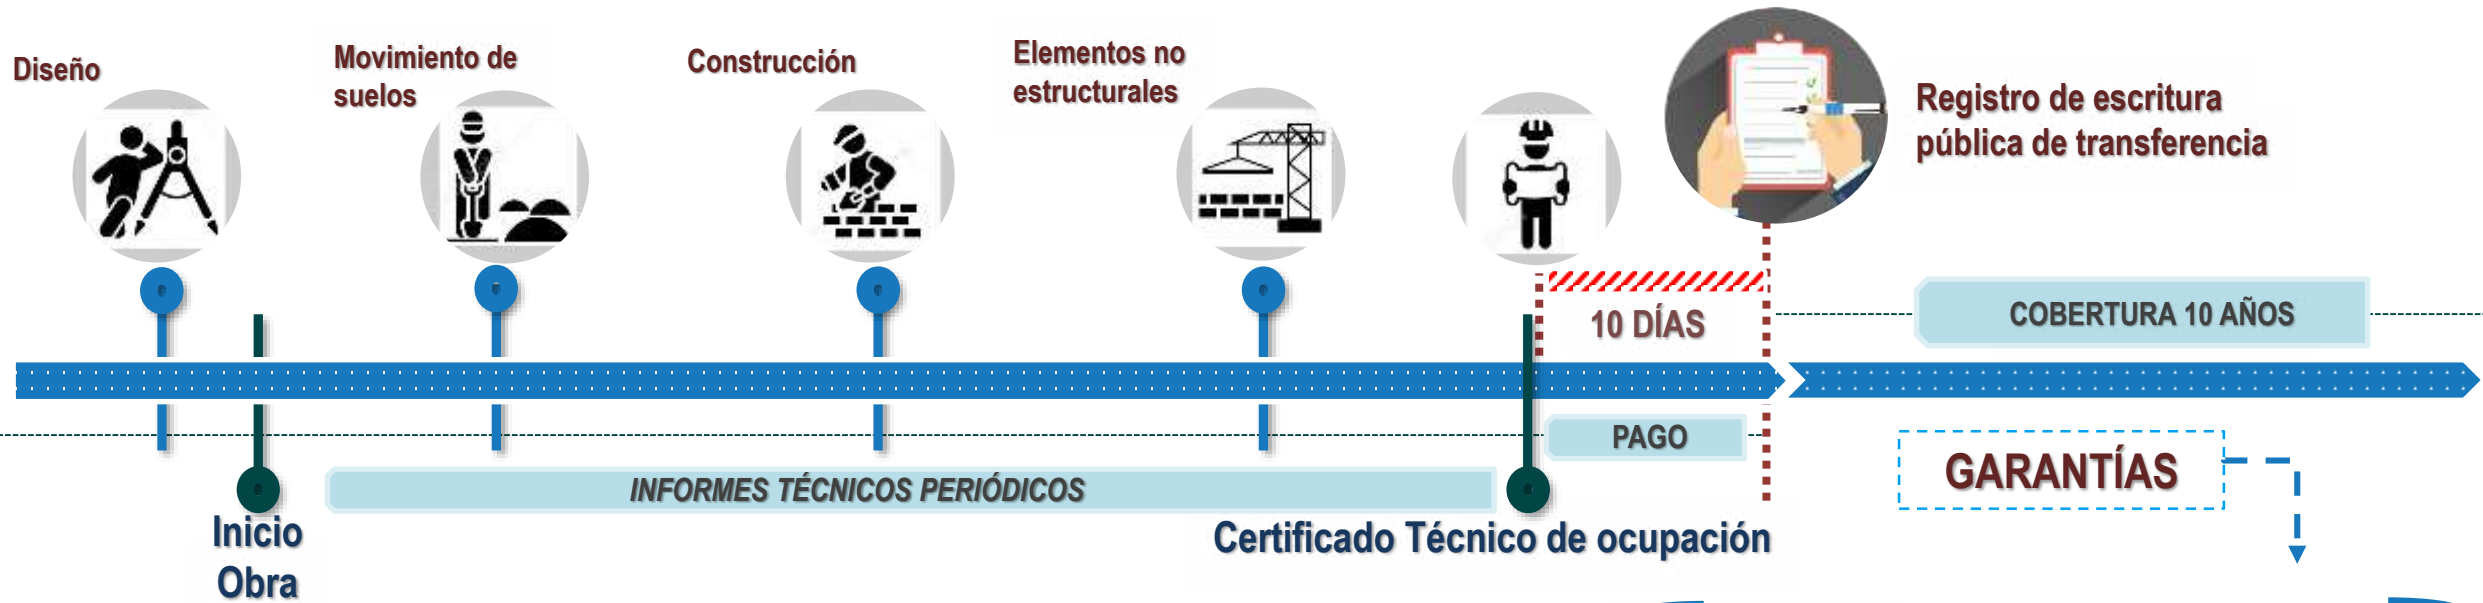 Diseño
Movimiento de
suelos
Construcción
Elementos no
estructurales
Registro de escritura
pública de transferencia
10 DÍAS
COBERTURA 10 AÑOS
PAGO
INFORMES TÉCNICOS PERIÓDICOS
GARANTÍAS
Inicio
Obra
Certificado Técnico de ocupación